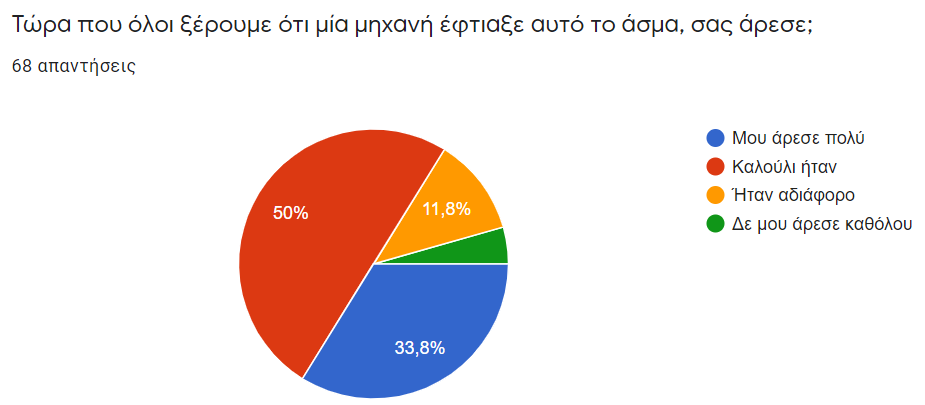 Τώρα που όλοι ξέρουμε ότι μία μηχανή έφτιαξε αυτό το άσμα, σας άρεσε;
68 απαντήσεις
Μου άρεσε πολύ
Καλούλι ήταν
Ήταν αδιάφορο
Δε μου άρεσε καθόλου
50%
11,8%
33,8%